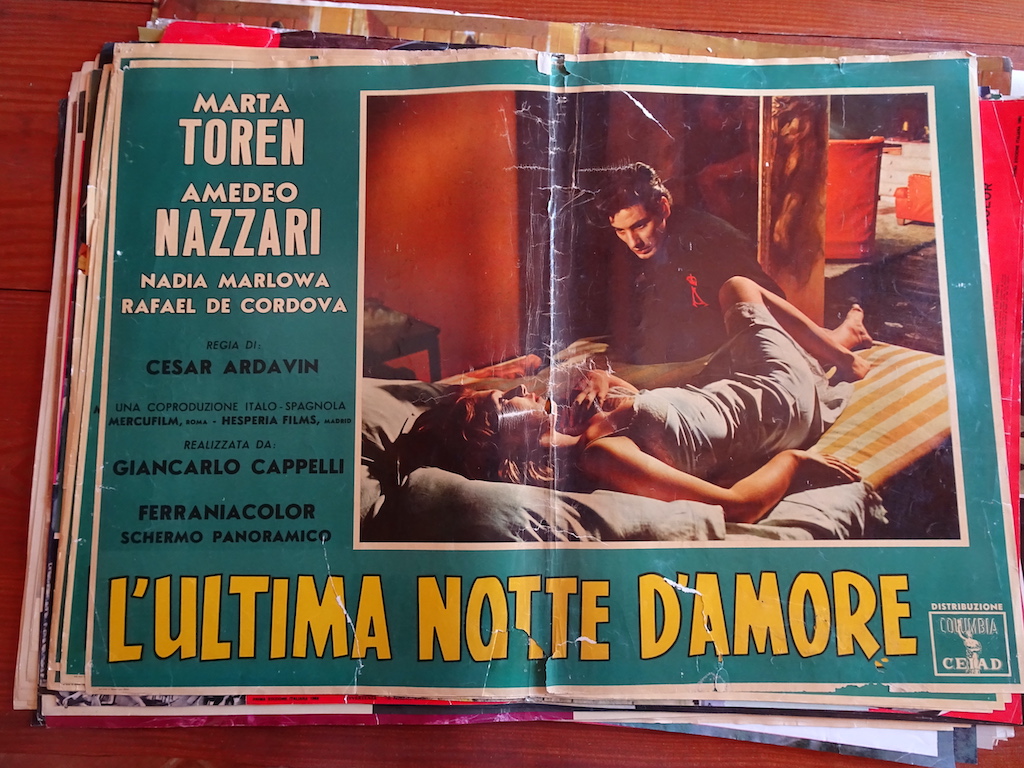 MARTA
TOREN
AMEDEO
NAZZARI
NADIA MARLOWA
RAFAEL DE CORDOVA
REGIA DI:
CESAR ARDAVIN
UNA COPRODUZIONE ITALO-SPAGNOLA
MERCUFILM, ROMA - HESPERIA FILMS, MADRID
REALIZZATA DA:
GIANCARLO CAPPELLI
FERRANIACOLOR
SCHERMO PANORAMICO
L'ULTIMA NOTTE D'AMORE
DISTRIBUZIONE
COLUMBIA
CEIAD